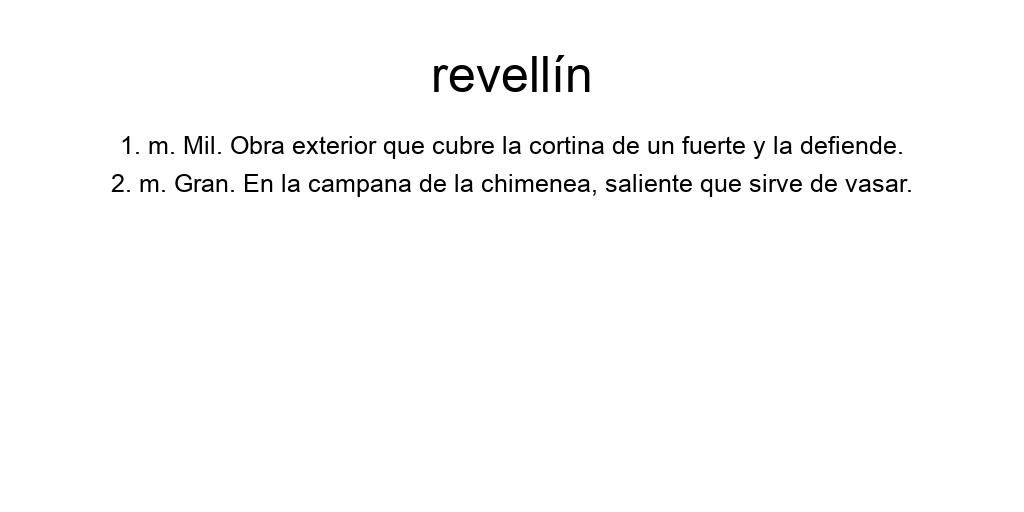 revellín
1. m. Mil. Obra exterior que cubre la cortina de un fuerte y la defiende.
2. m. Gran. En la campana de la chimenea, saliente que sirve de vasar.